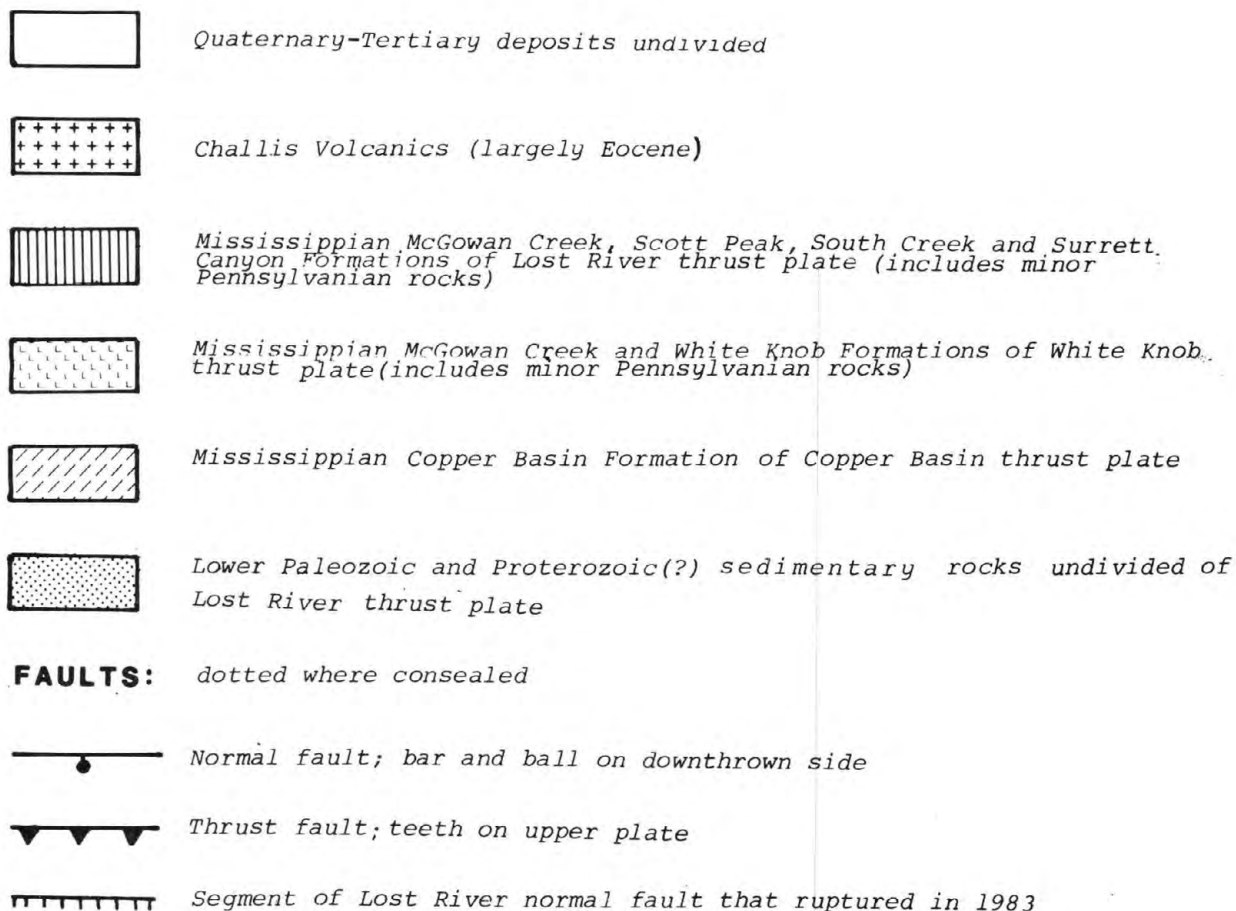 Quaternary-Tertiary deposits undivided
Challis Volcanics (largely Eocene)
Mississippian McGowan Creek, Scott Peak, South Creek and Surrett
Canyon Formations of Lost River thrust plate (includes minor
Pennsylvanian rocks)
Mississippian McGowan Creek and White Knob Formations of White Knob
thrust plate(includes minor Pennsylvanian rocks)
Mississippian Copper Basin Formation of Copper Basin thrust plate
Lower Paleozoic and Proterozoic(?) sedimentary rocks undivided of
Lost River thrust plate
FAULTS: dotted where consealed
Normal fault; bar and ball on downthrown side
Thrust fault; teeth on upper plate
Segment of Lost River normal fault that ruptured in 1983